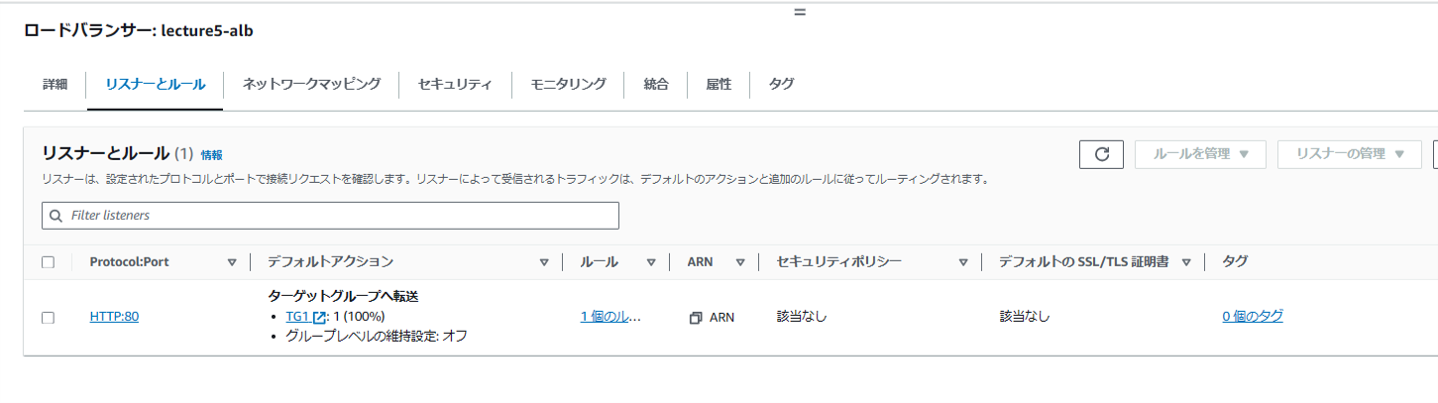 ロードバランサー: lecture5-alb
詳細 リスナーとルール ネットワークマッピング セキュリティ モニタリング 統合 属性 タグ
リスナーとルール (1) 情報 ルールを管理 リスナーの管理
リスナーは、設定されたプロトコルとポートで接続リクエストを確認します。リスナーによって受信されるトラフィックは、デフォルトのアクションと追加のルールに従ってルーティングされます。
Filter listeners
Protocol:Port デフォルトアクション ルール ARN セキュリティポリシー デフォルトの SSL/TLS 証明書 タグ
ターゲットグループへ転送
HTTP:80 • TG1: 1 (100%) 1 個のル... ARN 該当なし 該当なし 0 個のタグ
• グループレベルの維持設定: オフ